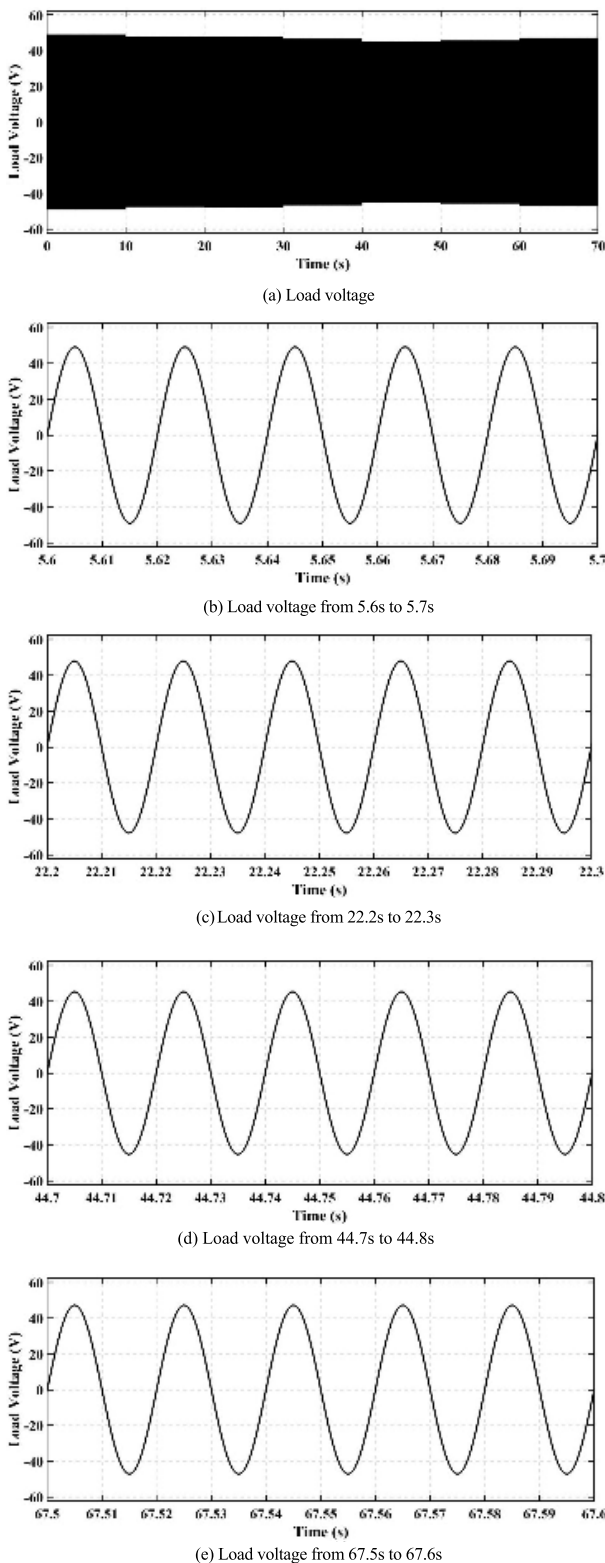 60
40
20
0
-20
-40
-60
Load Voltage (V)
0 10 20 30 40 50 60 70
Time (s)
(a) Load voltage
60
40
20
0
-20
-40
-60
Load Voltage (V)
5.6 5.61 5.62 5.63 5.64 5.65 5.66 5.67 5.68 5.69 5.7
Time (s)
(b) Load voltage from 5.6s to 5.7s
60
40
20
0
-20
-40
-60
Load Voltage (V)
22.2 22.21 22.22 22.23 22.24 22.25 22.26 22.27 22.28 22.29 22.3
Time (s)
(c) Load voltage from 22.2s to 22.3s
60
40
20
0
-20
-40
-60
Load Voltage (V)
44.7 44.71 44.72 44.73 44.74 44.75 44.76 44.77 44.78 44.79 44.8
Time (s)
(d) Load voltage from 44.7s to 44.8s
60
40
20
0
-20
-40
-60
Load Voltage (V)
67.5 67.51 67.52 67.53 67.54 67.55 67.56 67.57 67.58 67.59 67.6
Time (s)
(e) Load voltage from 67.5s to 67.6s